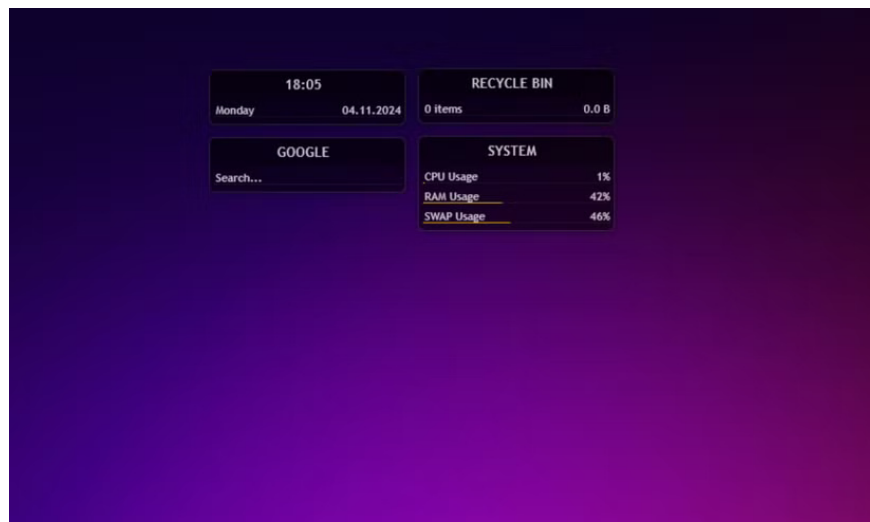 18:05
Monday 04.11.2024
RECYCLE BIN
0 items 0.0 B
GOOGLE
Search...
SYSTEM
CPU Usage 1%
RAM Usage 42%
SWAP Usage 46%